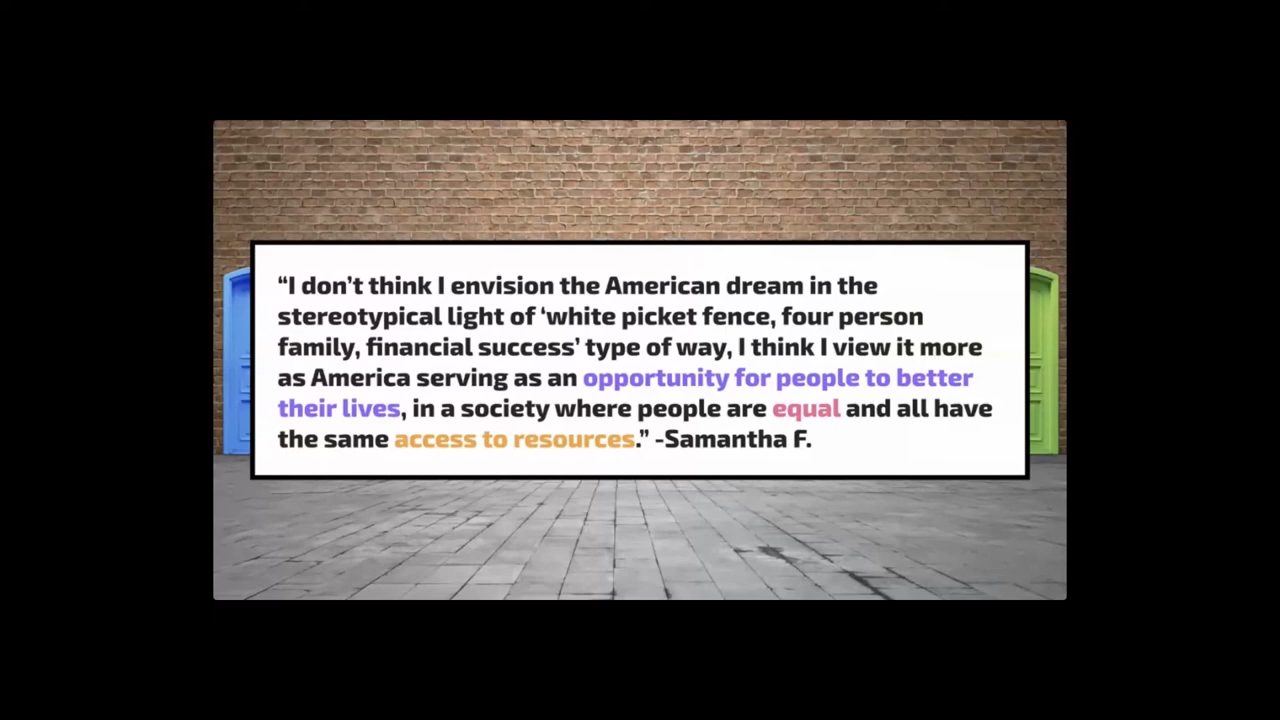 “I don’t think I envision the American dream in the
stereotypical light of ‘white picket fence, four person
family, financial success’ type of way, I think I view it more
as America serving as an opportunity for people to better
their lives, in a society where people are equal and all have
the same access to resources.” -Samantha F.